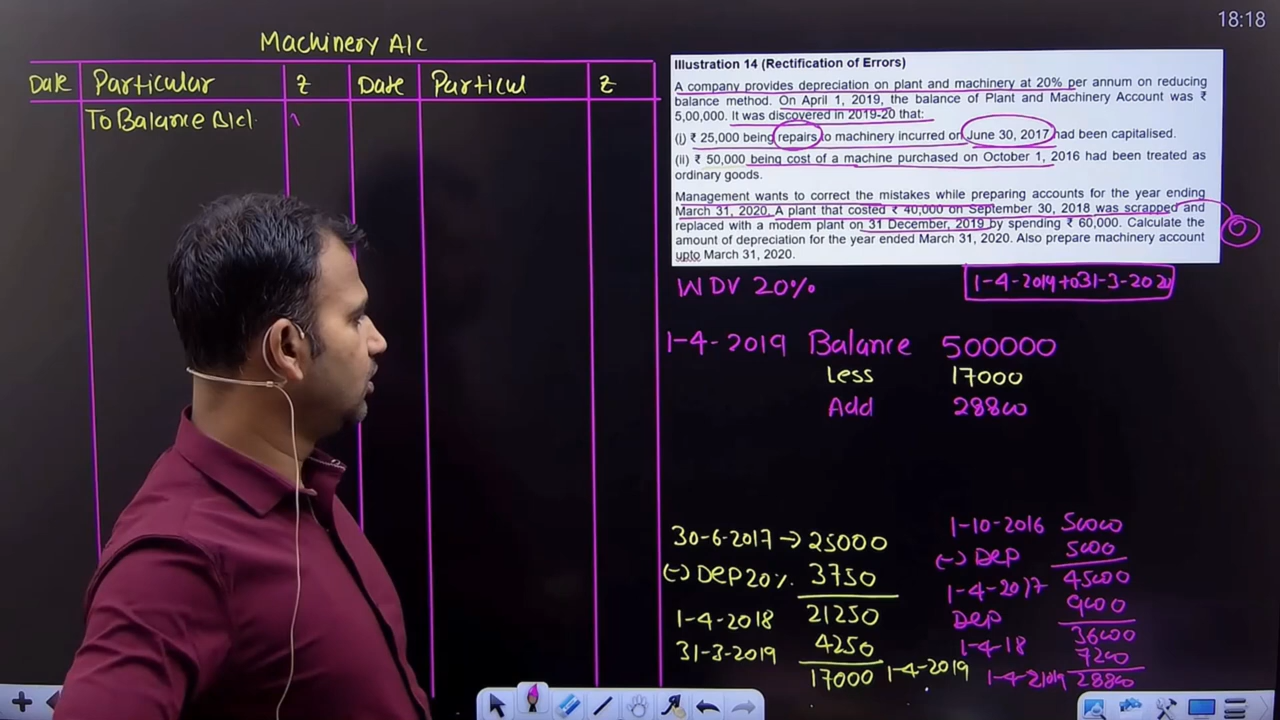 18:18
Machinery A/c
Date Particular ₹ Date Particul ₹
To Balance B/d.
Illustration 14 (Rectification of Errors)
A company provides depreciation on plant and machinery at 20% per annum on reducing
balance method. On April 1, 2019, the balance of Plant and Machinery Account was ₹
5,00,000. It was discovered in 2019-20 that:
(i) ₹ 25,000 being repairs to machinery incurred on June 30, 2017 had been capitalised.
(ii) ₹ 50,000 being cost of a machine purchased on October 1, 2016 had been treated as
ordinary goods.
Management wants to correct the mistakes while preparing accounts for the year ending
March 31, 2020. A plant that costed ₹ 40,000 on September 30, 2018 was scrapped and
replaced with a modem plant on 31 December, 2019 by spending ₹ 60,000. Calculate the
amount of depreciation for the year ended March 31, 2020. Also prepare machinery account
upto March 31, 2020.
WDV 20%
1-4-2019 to 31-3-2020
1-4-2019 Balance 500000
Less 17000
Add 28800
30-6-2017 → 25000
(-) Dep 20%. 3750
1-4-2018 21250
31-3-2019 4250
17000 1-4-2019
1-10-2016 50000
(-) Dep 5000
1-4-2017 45000
Dep 9000
1-4-18 36000
7200
1-4-2019 28800